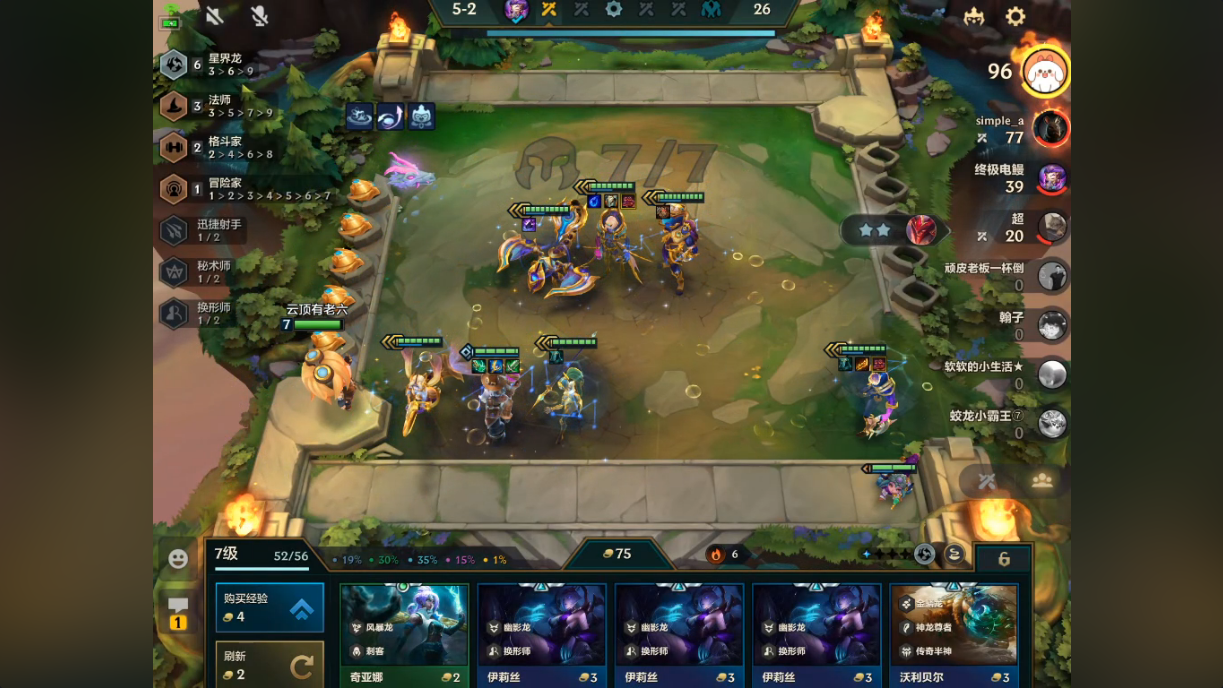 5-2
26
6
星界龙
3 > 6 > 9
3
法师
3 > 5 > 7 > 9
2
格斗家
2 > 4 > 6 > 8
1
冒险家
1 > 2 > 3 > 4 > 5 > 6 > 7
迅捷射手
1 / 2
秘术师
1 / 2
换形师
1 / 2
7/7
云顶有老六
7
96
simple_a
77
终极电鳗
39
超
20
顽皮老板一杯倒
0
翰子
0
软软的小生活★
0
蛟龙小霸王⑦
0
7级
52/56
19%
30%
35%
15%
1%
75
6
购买经验
4
刷新
2
1
风暴龙
刺客
奇亚娜
2
幽影龙
换形师
伊莉丝
3
幽影龙
换形师
伊莉丝
3
幽影龙
换形师
伊莉丝
3
金鳞龙
神龙尊者
传奇半神
沃利贝尔
3